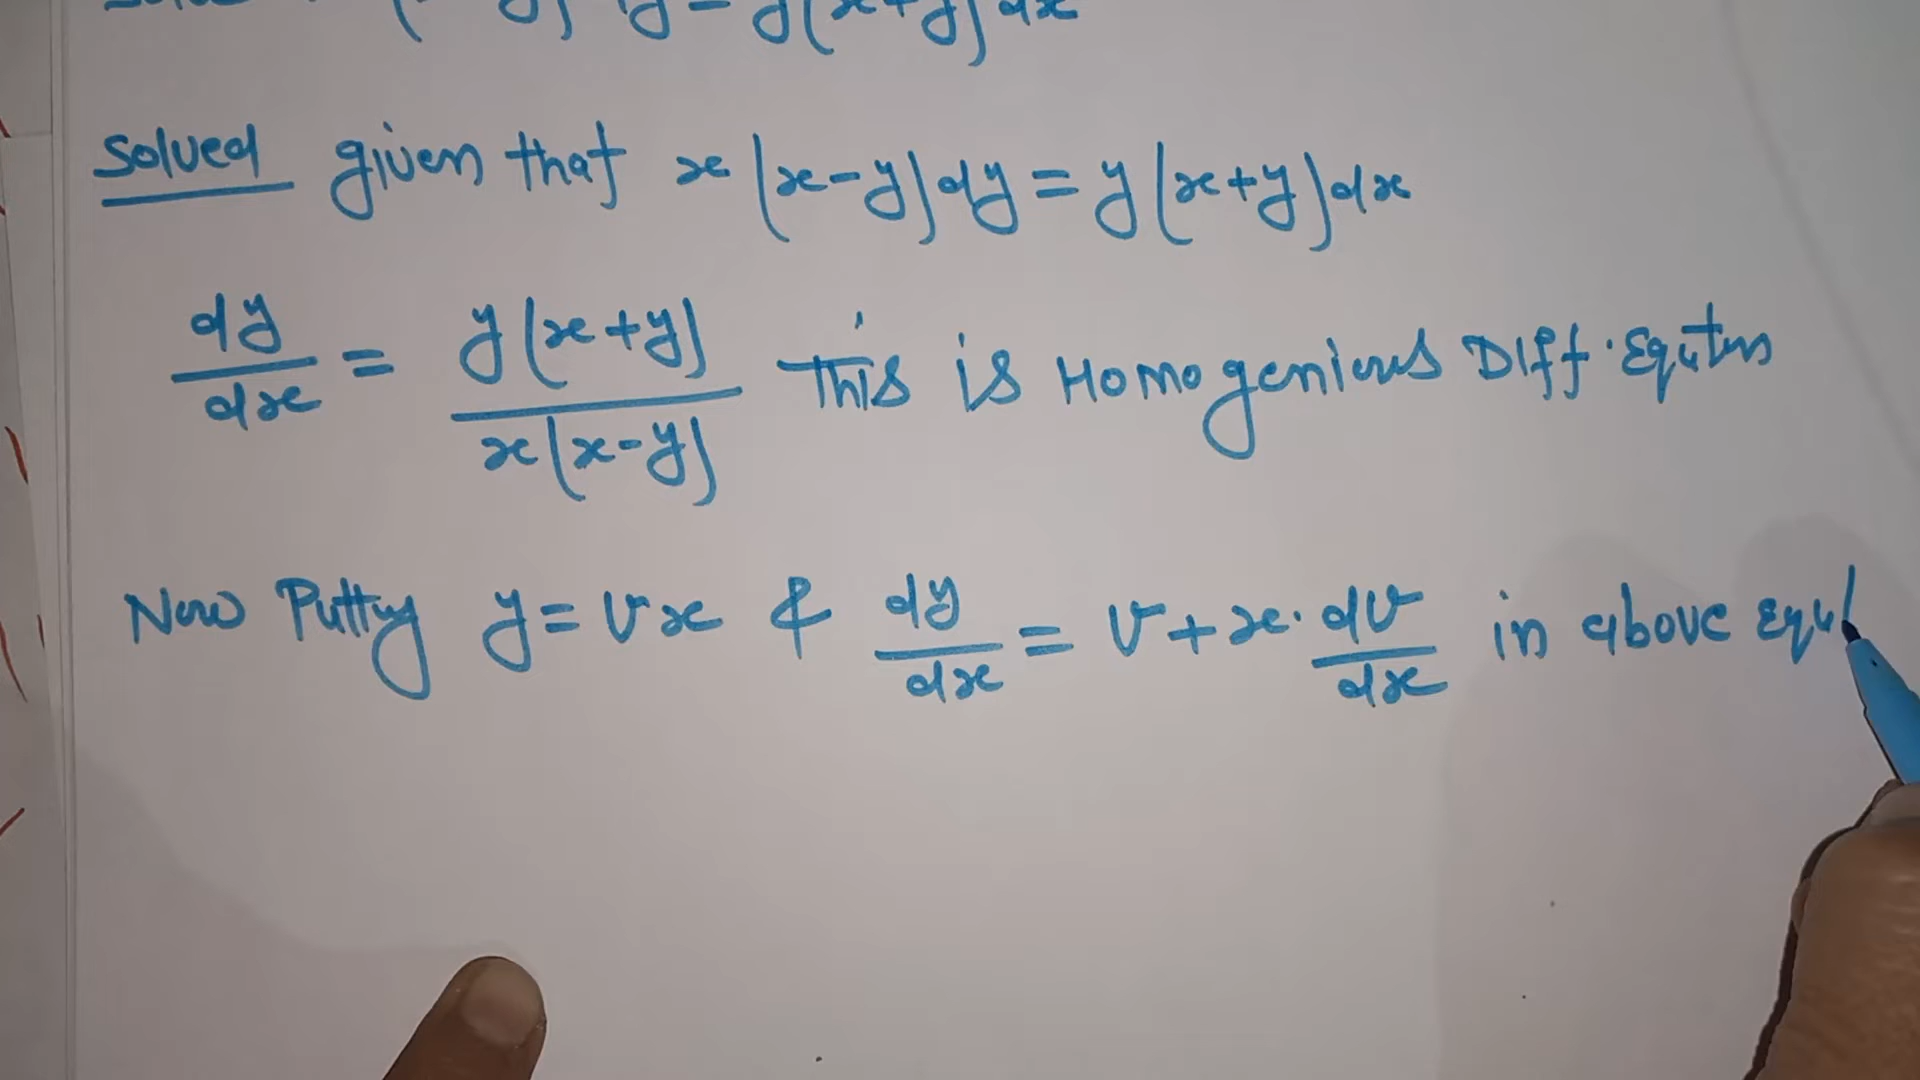 y(x+y)dx
Solved given that x(x-y)dy=y(x+y)dx
dy/dx = y(x+y)/x(x-y) This is Homogenious Diff. Equtns
Now Putting y=vx & dy/dx = v+x.dv/dx in above Equ